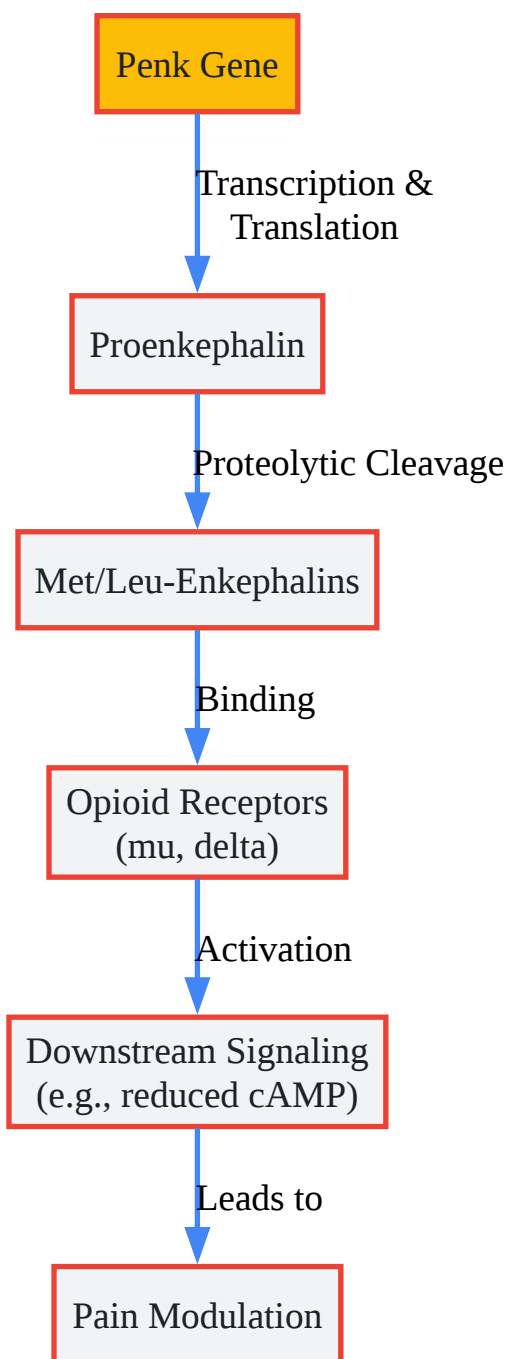 Penk Gene
Transcription &
Translation
Proenkephalin
Proteolytic Cleavage
Met/Leu-Enkephalins
Binding
Opioid Receptors
(mu, delta)
Activation
Downstream Signaling
(e.g., reduced cAMP)
Leads to
Pain Modulation